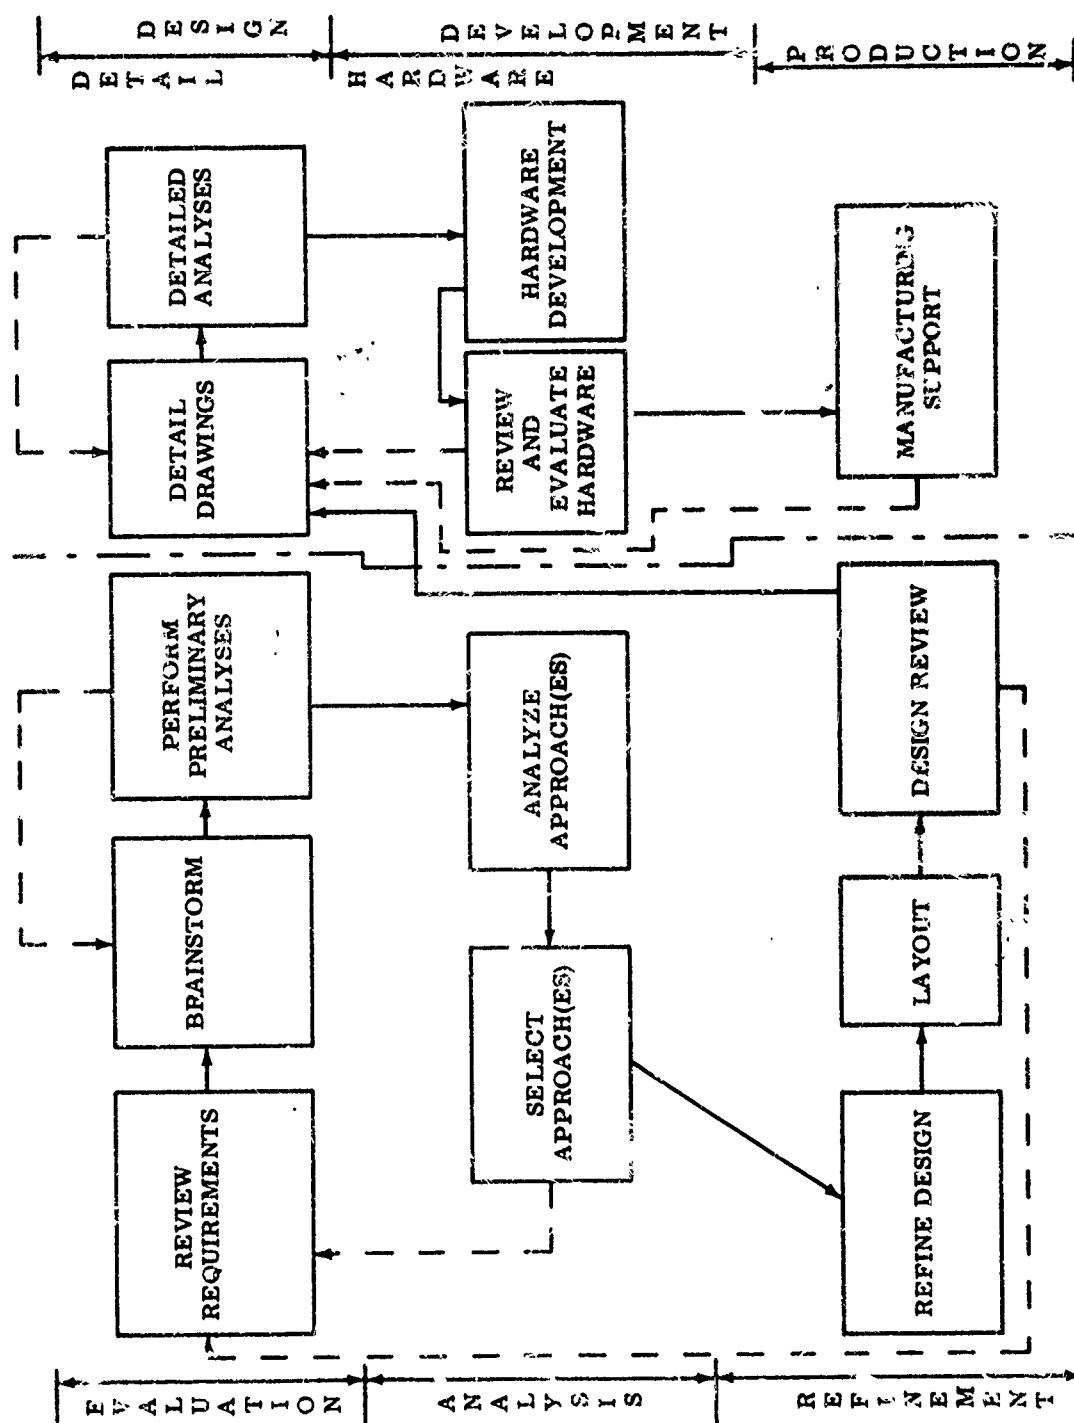 EVALUATION
REVIEW
REQUIREMENTS
BRAINSTORM
PERFORM
PRELIMINARY
ANALYSES
DETAIL
DRAWINGS
DETAILED
ANALYSES
DETAIL
DESIGN
ANALYSIS
SELECT
APPROACH(ES)
ANALYZE
APPROACH(ES)
REVIEW
AND
EVALUATE
HARDWARE
HARDWARE
DEVELOPMENT
HARDWARE
DEVELOPMENT
REFINEMENT
REFINE DESIGN
LAYOUT
DESIGN REVIEW
MANUFACTURING
SUPPORT
PRODUCTION